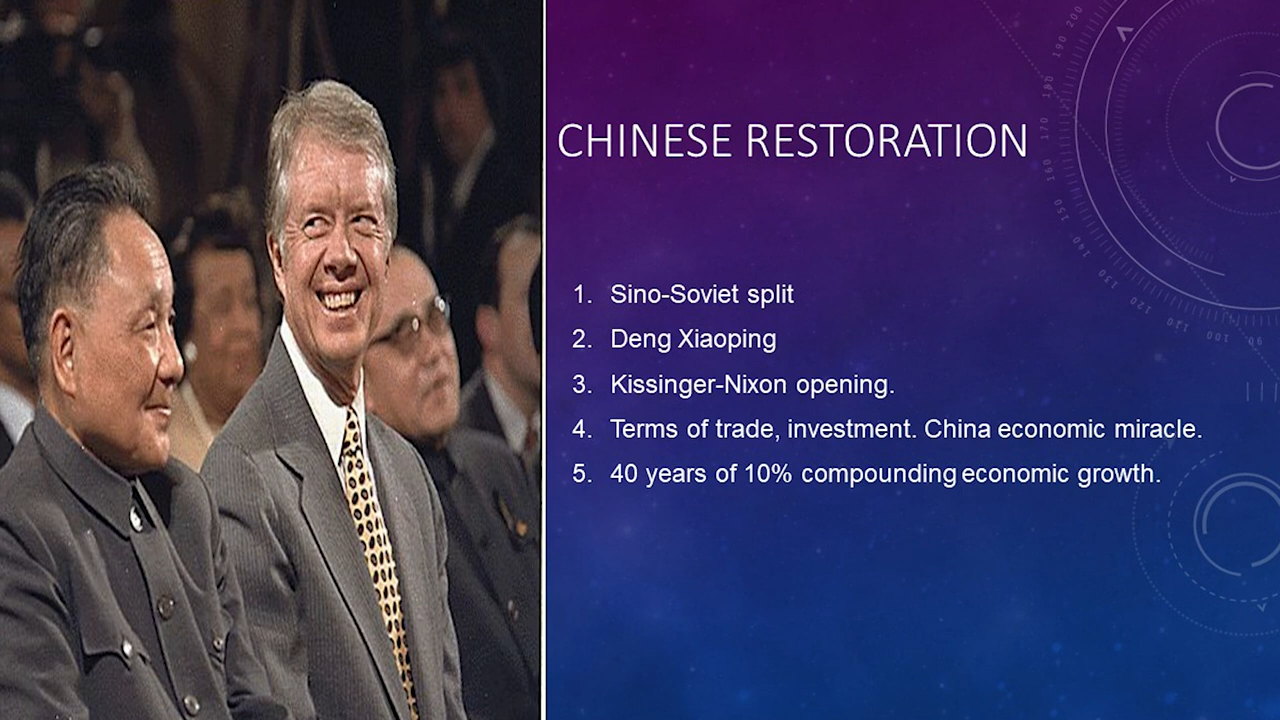 CHINESE RESTORATION
1. Sino-Soviet split
2. Deng Xiaoping
3. Kissinger-Nixon opening.
4. Terms of trade, investment. China economic miracle.
5. 40 years of 10% compounding economic growth.